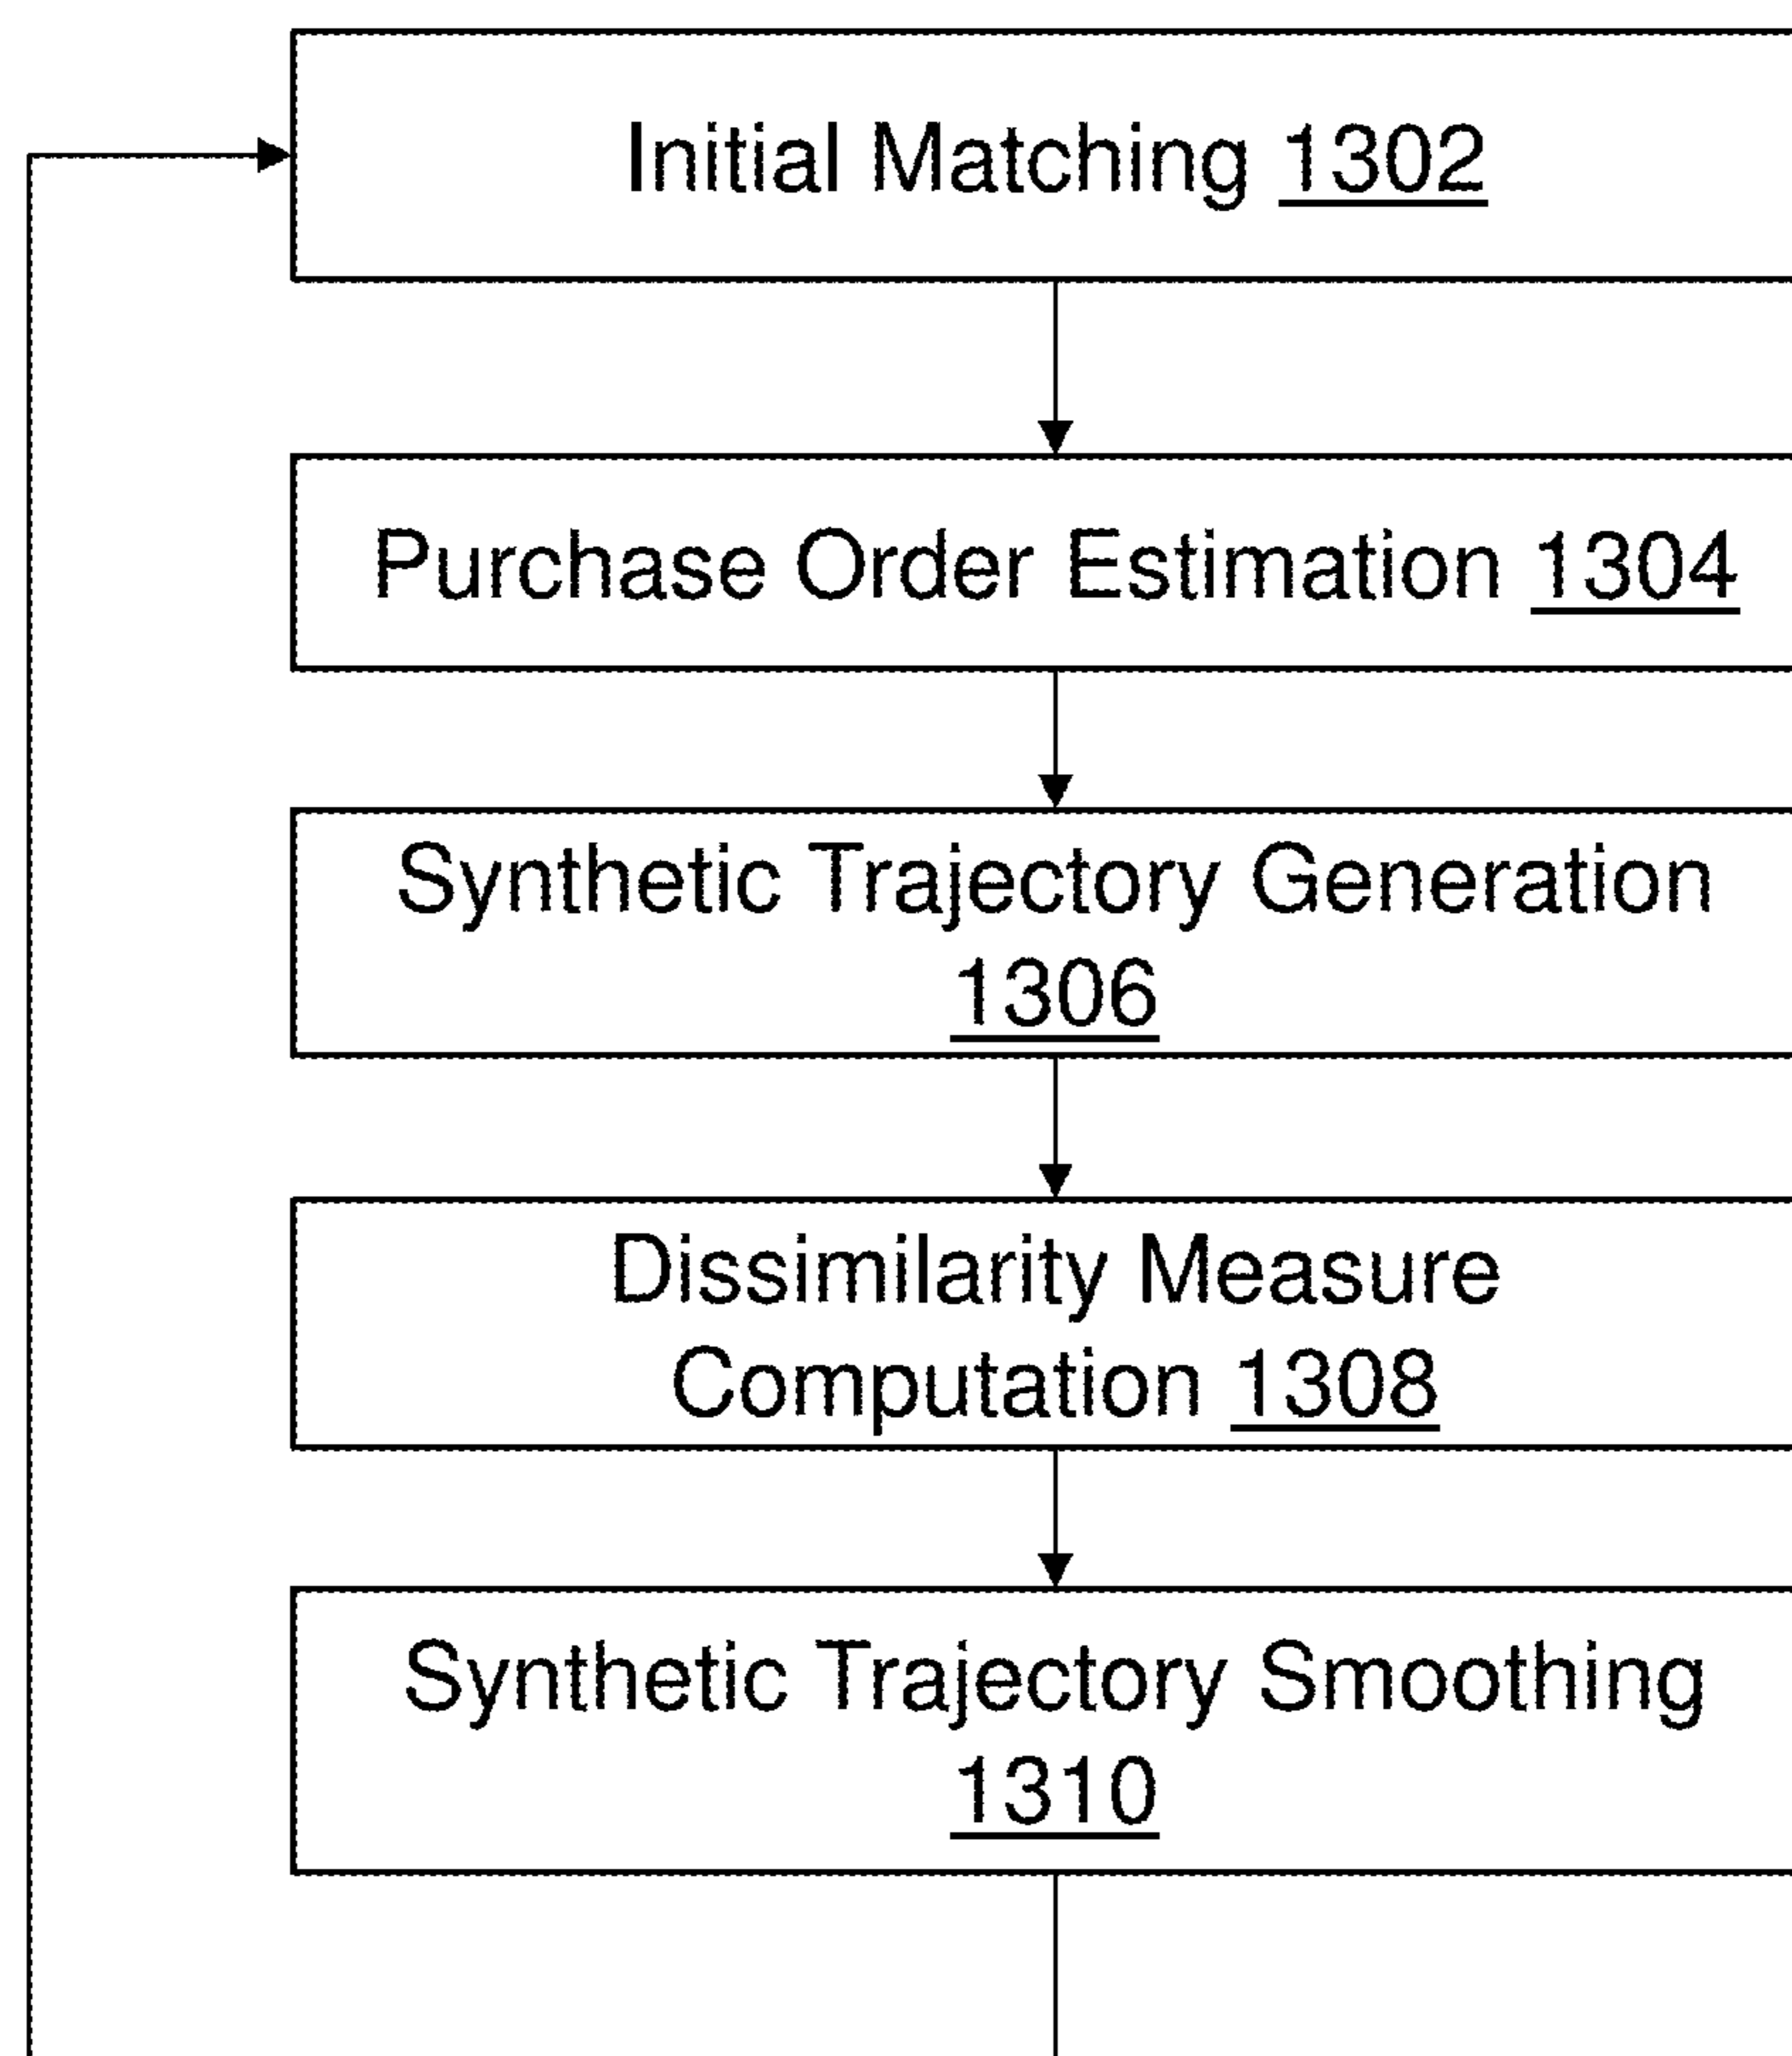 Initial Matching 1302
Purchase Order Estimation 1304
Synthetic Trajectory Generation
1306
Dissimilarity Measure
Computation 1308
Synthetic Trajectory Smoothing
1310